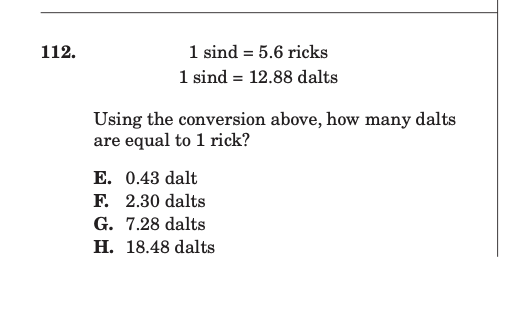 112.
1 sind = 5.6 ricks
1 sind = 12.88 dalts
Using the conversion above, how many dalts
are equal to 1 rick?
E. 0.43 dalt
F. 2.30 dalts
G. 7.28 dalts
H. 18.48 dalts